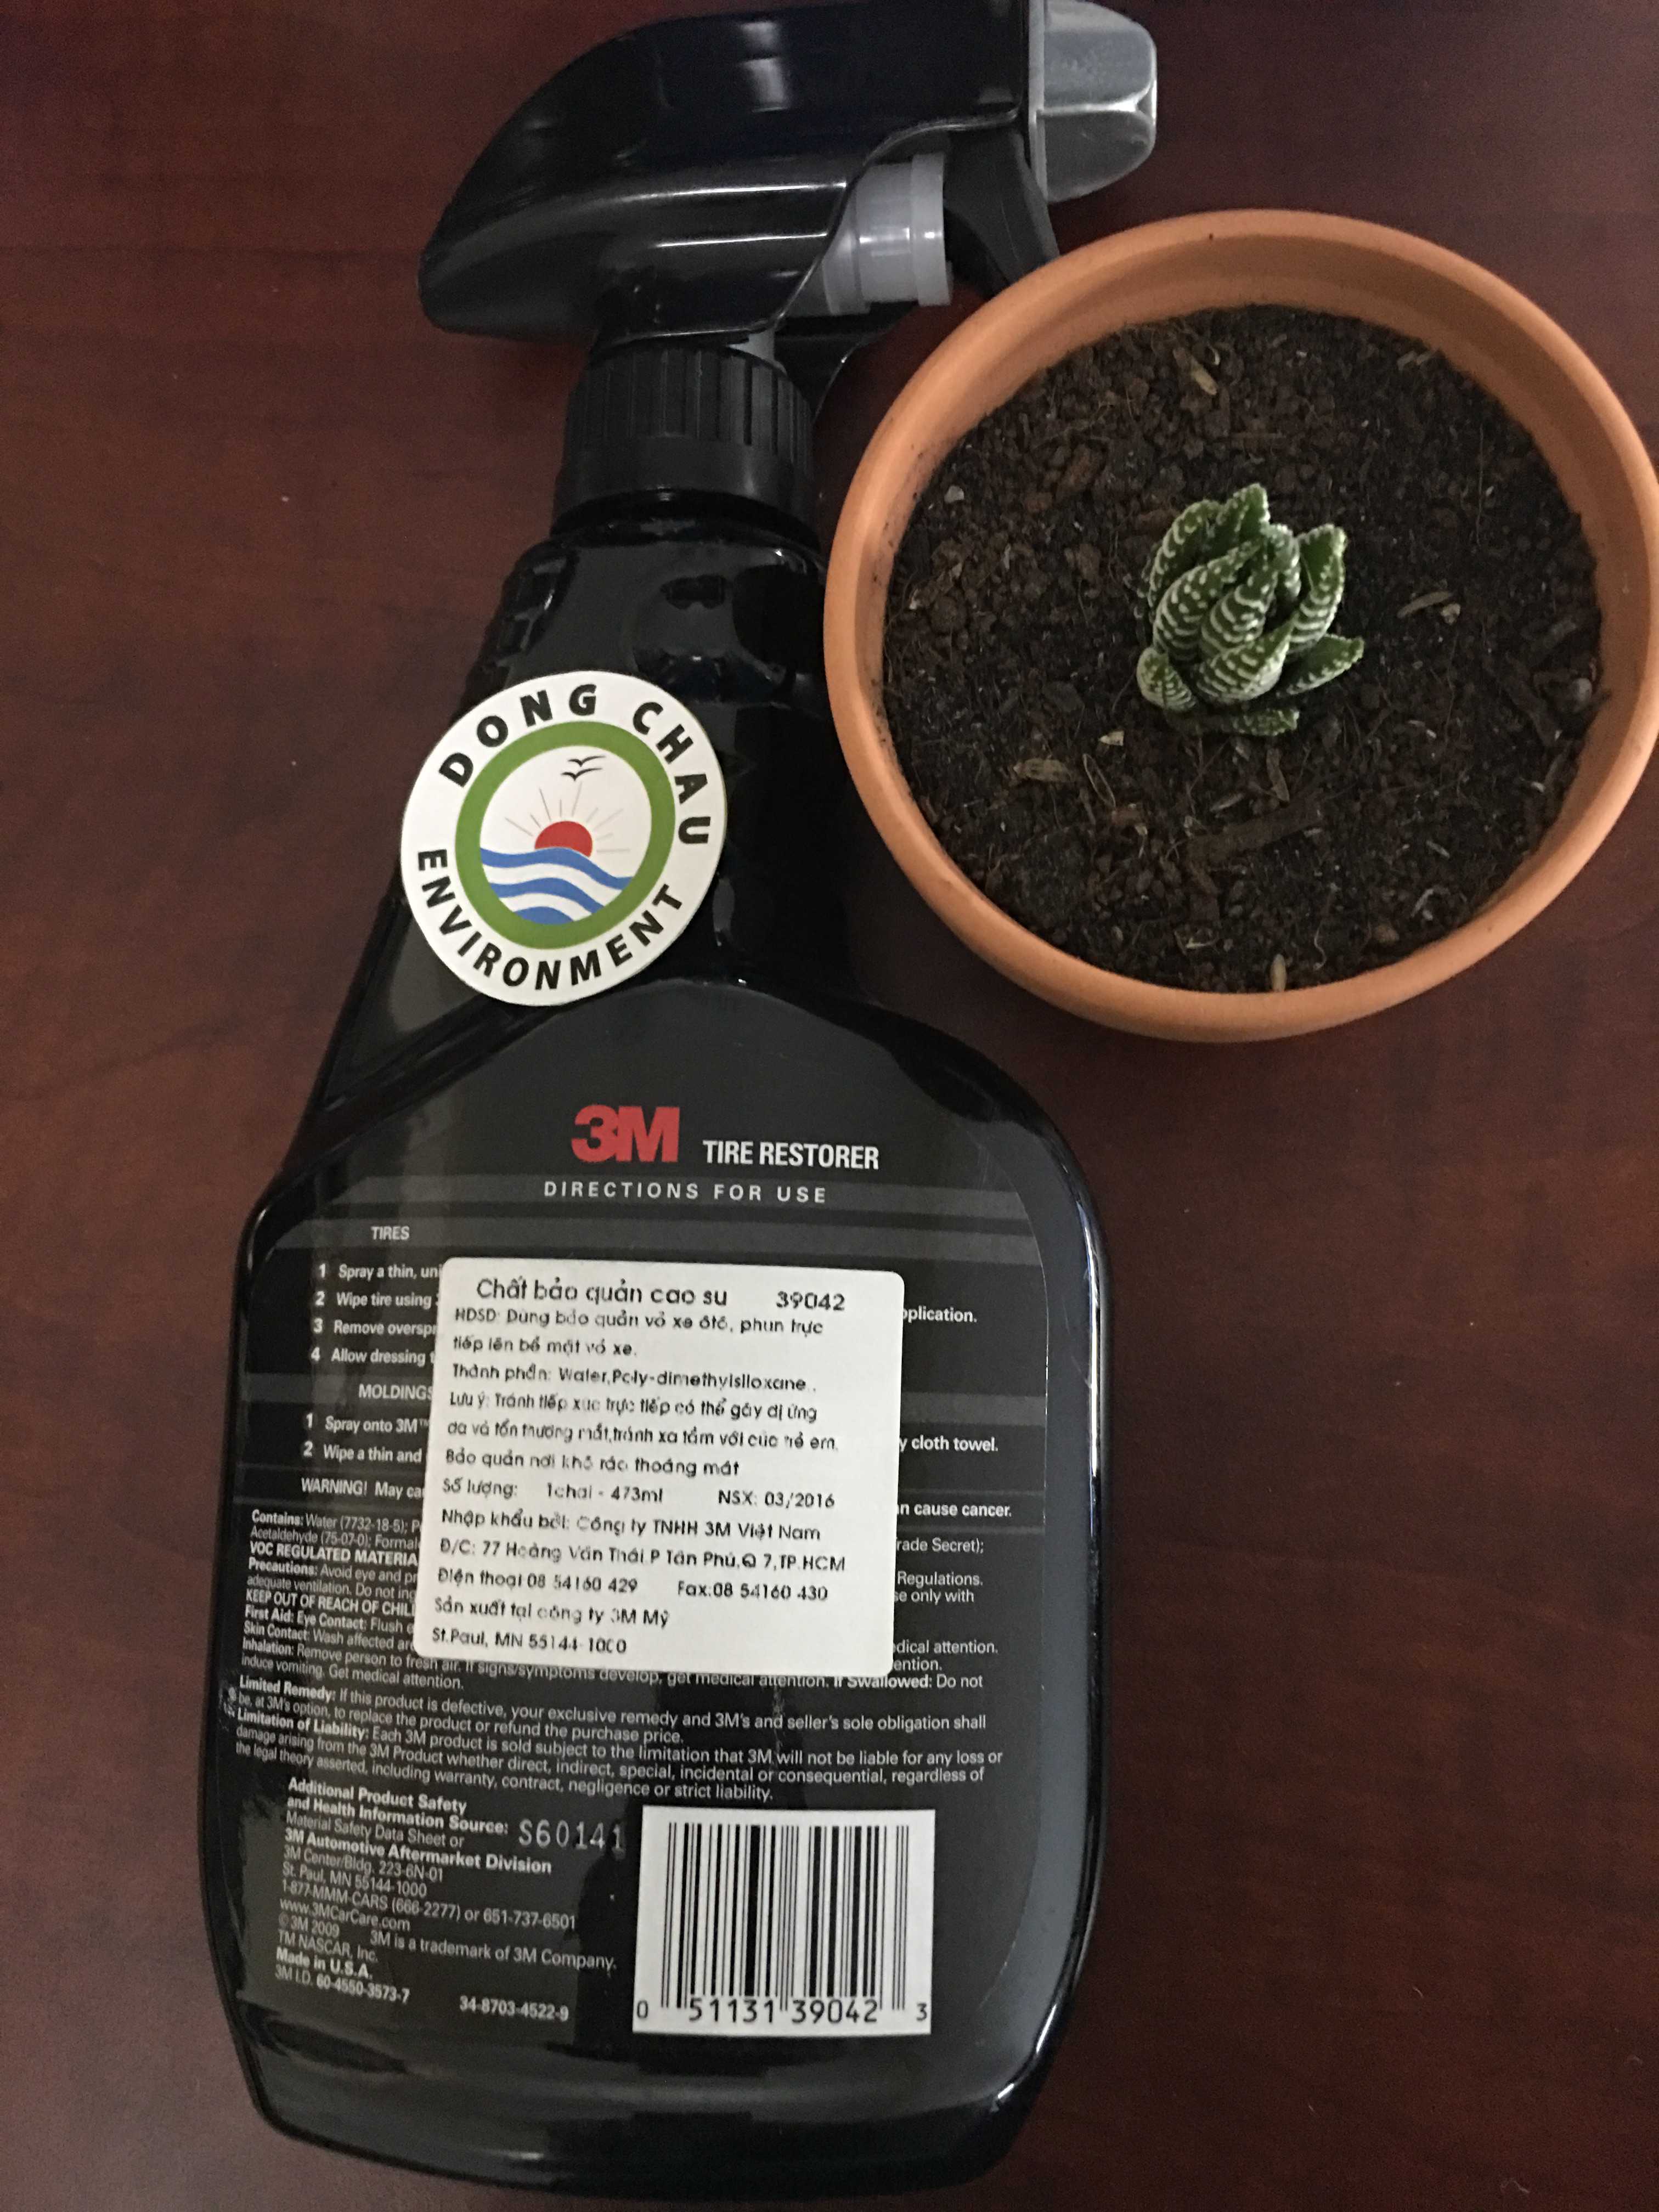 DONG CHAU
ENVIRONMENT
3M TIRE RESTORER
DIRECTIONS FOR USE
TIRES
1 Spray a thin, uni
2 Wipe tire using
3 Remove overspr
4 Allow dressing t
pplication.
MOLDINGS
1 Spray onto 3M™
2 Wipe a thin and
y cloth towel.
WARNING! May ca
n cause cancer.
Chất bảo quản cao su 39042
HDSD: Dùng bảo quản vỏ xe ôtô, phun trực
tiếp lên bề mặt vỏ xe.
Thành phần: Water,Poly-dimethylsiloxane.
Lưu ý: Tránh tiếp xúc trực tiếp có thể gây dị ứng
da và tổn thương mắt,tránh xa tầm với của trẻ em.
Bảo quản nơi khô ráo thoáng mát
Số lượng: 1chai - 473ml NSX: 03/2016
Nhập khẩu bởi: Công ty TNHH 3M Việt Nam
Đ/C: 77 Hoàng Văn Thái P Tân Phú,Q 7,TP.HCM
Điện thoại 08 54160 429 Fax:08 54160 430
Sản xuất tại công ty 3M Mỹ
St.Paul, MN 55144-1000
Contains: Water (7732-18-5); P
rade Secret);
Acetaldehyde (75-07-0); Formal
VOC REGULATED MATERIA
Regulations.
Precautions: Avoid eye and pr
se only with
adequate ventilation. Do not ing
KEEP OUT OF REACH OF CHIL
First Aid: Eye Contact: Flush e
dical attention.
Skin Contact: Wash affected are
ention.
Inhalation: Remove person to fresh air. If signs/symptoms develop, get medical attention. If Swallowed: Do not
induce vomiting. Get medical attention.
Limited Remedy: If this product is defective, your exclusive remedy and 3M's and seller's sole obligation shall
be, at 3M's option, to replace the product or refund the purchase price.
Limitation of Liability: Each 3M product is sold subject to the limitation that 3M will not be liable for any loss or
damage arising from the 3M Product whether direct, indirect, special, incidental or consequential, regardless of
the legal theory asserted, including warranty, contract, negligence or strict liability.
Additional Product Safety
and Health Information Source:
Material Safety Data Sheet or
3M Automotive Aftermarket Division
3M Center/Bldg. 223-6N-01
St. Paul, MN 55144-1000
1-877-MMM-CARS (666-2277) or 651-737-6501
www.3MCarCare.com
© 3M 2009 3M is a trademark of 3M Company.
TM NASCAR, Inc.
Made in U.S.A.
3M I.D. 60-4550-3573-7
34-8703-4522-9
S60141
0 51131 39042 3